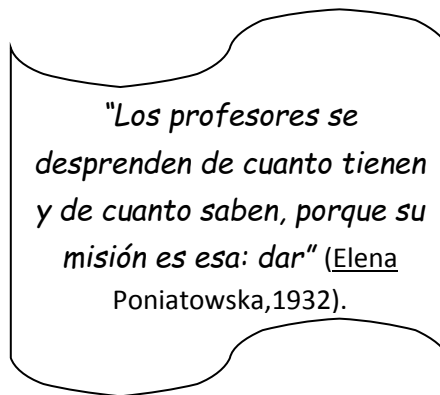 “Los profesores se
desprenden de cuanto tienen
y de cuanto saben, porque su
misión es esa: dar” (Elena
Poniatowska,1932).